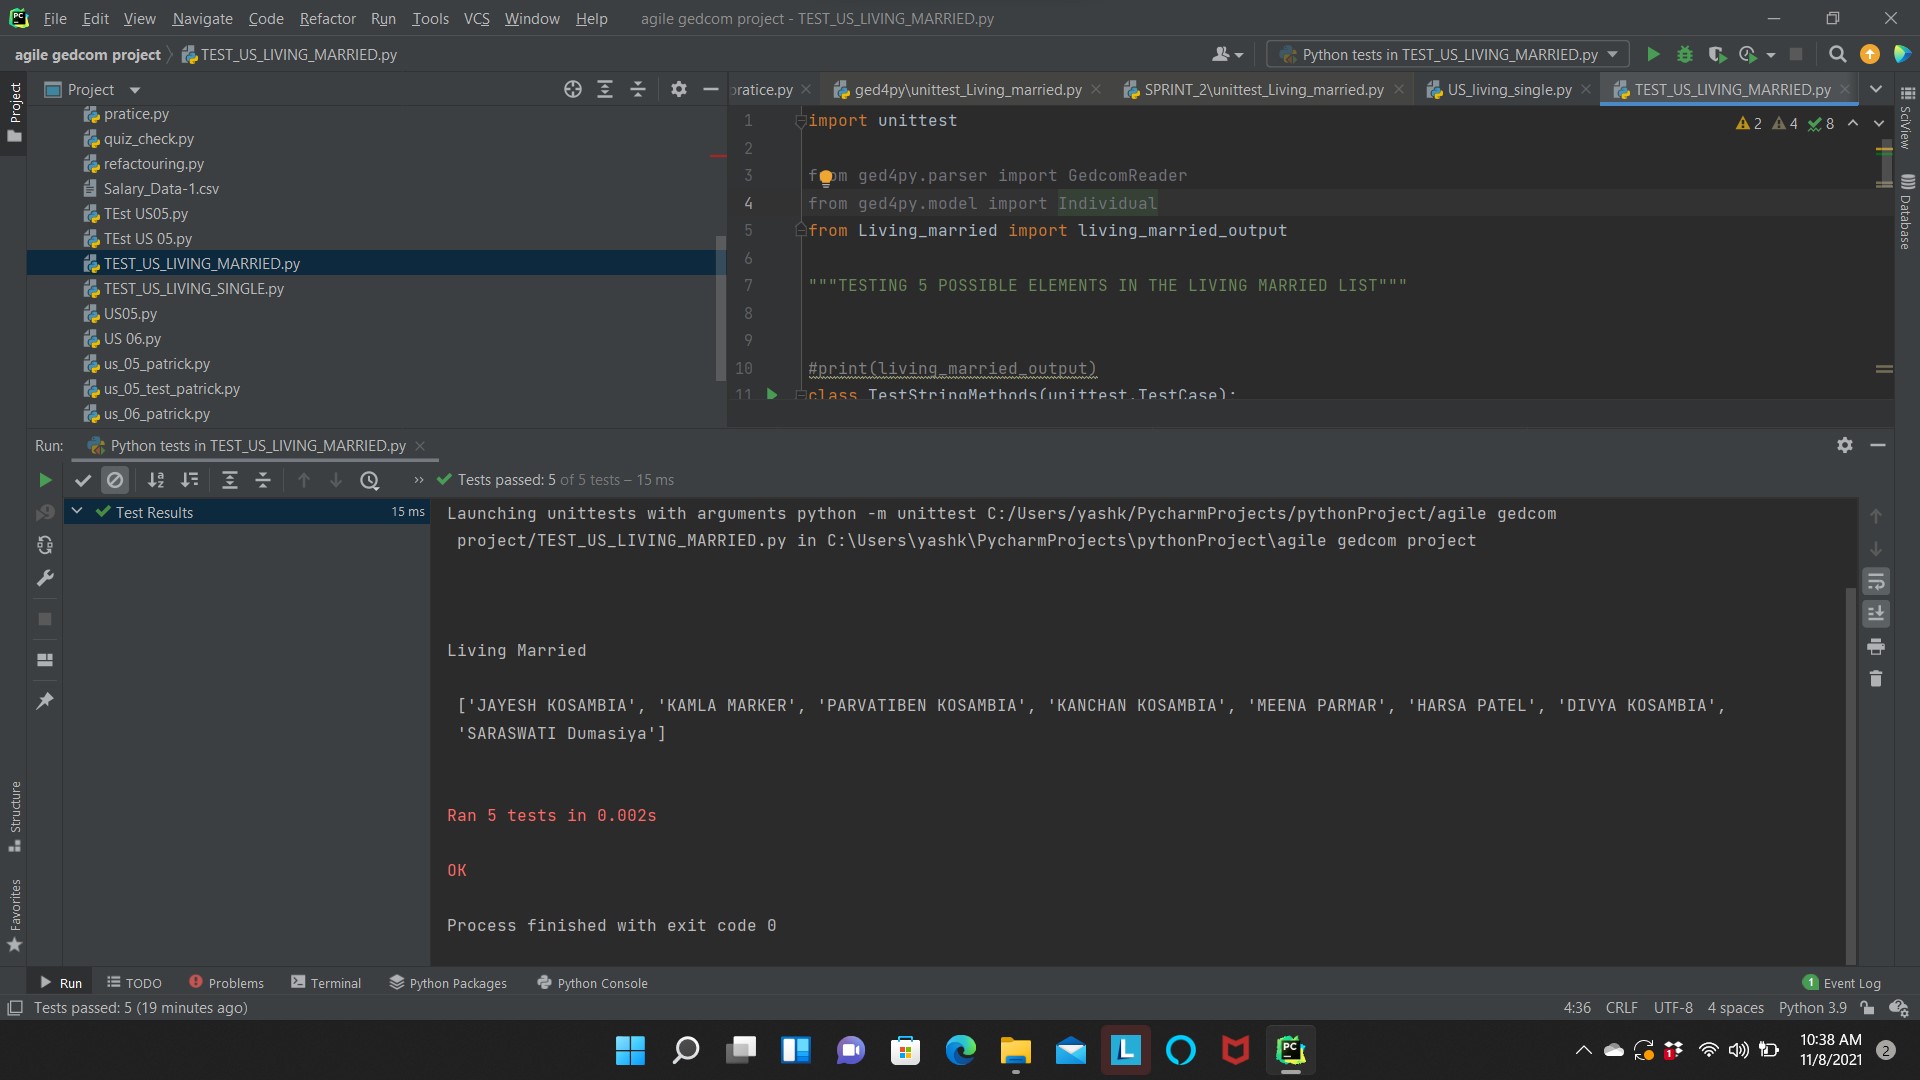 File Edit View Navigate Code Refactor Run Tools VCS Window Help agile gedcom project - TEST_US_LIVING_MARRIED.py
agile gedcom project TEST_US_LIVING_MARRIED.py Python tests in TEST_US_LIVING_MARRIED.py
Project
pratice.py
quiz_check.py
refactouring.py
Salary_Data-1.csv
TEst US05.py
TEst US 05.py
TEST_US_LIVING_MARRIED.py
TEST_US_LIVING_SINGLE.py
US05.py
US 06.py
us_05_patrick.py
us_05_test_patrick.py
us_06_patrick.py
ratice.py ged4py\unittest_Living_married.py SPRINT_2\unittest_Living_married.py US_living_single.py TEST_US_LIVING_MARRIED.py
2 4 8
1 import unittest
2
3 from ged4py.parser import GedcomReader
4 from ged4py.model import Individual
5 from Living_married import living_married_output
6
7 """TESTING 5 POSSIBLE ELEMENTS IN THE LIVING MARRIED LIST"""
8
9
10 #print(living_married_output)
11 class TestStringMethods(unittest.TestCase):
Project
Structure
Favorites
SciView
Database
Run: Python tests in TEST_US_LIVING_MARRIED.py
» Tests passed: 5 of 5 tests – 15 ms
Test Results 15 ms
Launching unittests with arguments python -m unittest C:/Users/yashk/PycharmProjects/pythonProject/agile gedcom
project/TEST_US_LIVING_MARRIED.py in C:\Users\yashk\PycharmProjects\pythonProject\agile gedcom project
Living Married
['JAYESH KOSAMBIA', 'KAMLA MARKER', 'PARVATIBEN KOSAMBIA', 'KANCHAN KOSAMBIA', 'MEENA PARMAR', 'HARSA PATEL', 'DIVYA KOSAMBIA',
'SARASWATI Dumasiya']
Ran 5 tests in 0.002s
OK
Process finished with exit code 0
Run TODO Problems Terminal Python Packages Python Console 1 Event Log
Tests passed: 5 (19 minutes ago) 4:36 CRLF UTF-8 4 spaces Python 3.9
10:38 AM
11/8/2021
2